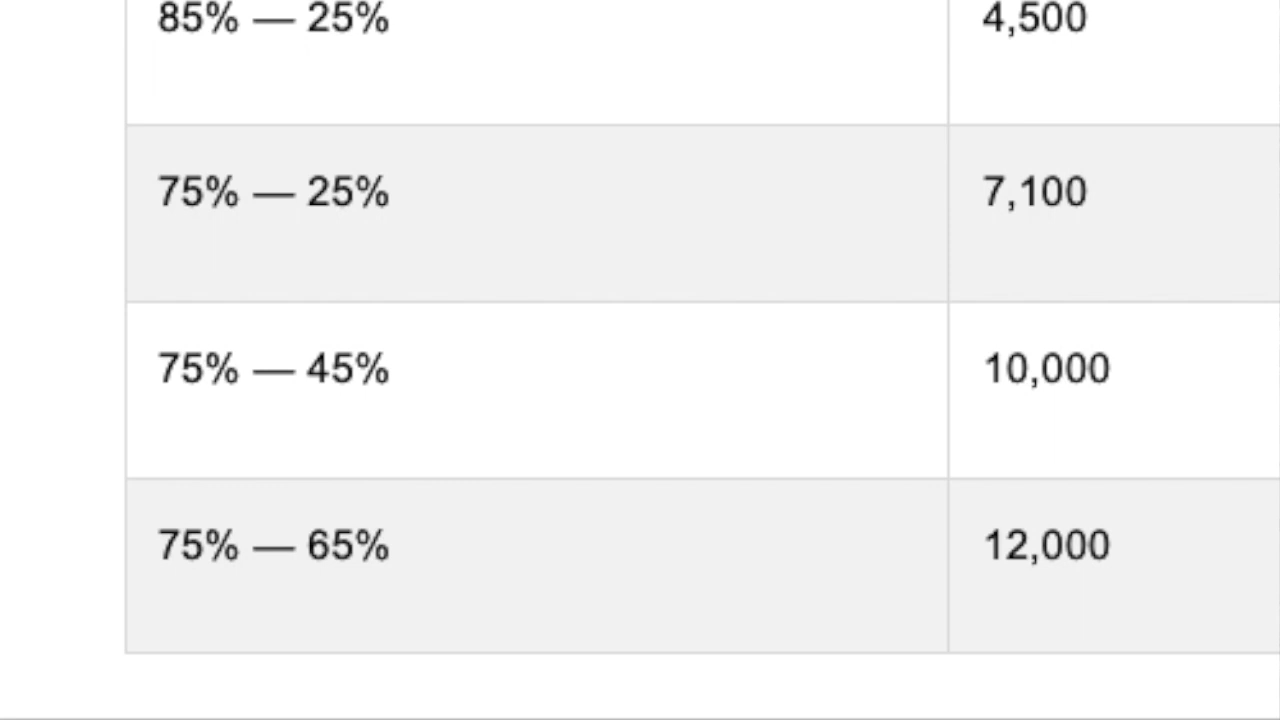 85% — 25% 4,500
75% — 25% 7,100
75% — 45% 10,000
75% — 65% 12,000